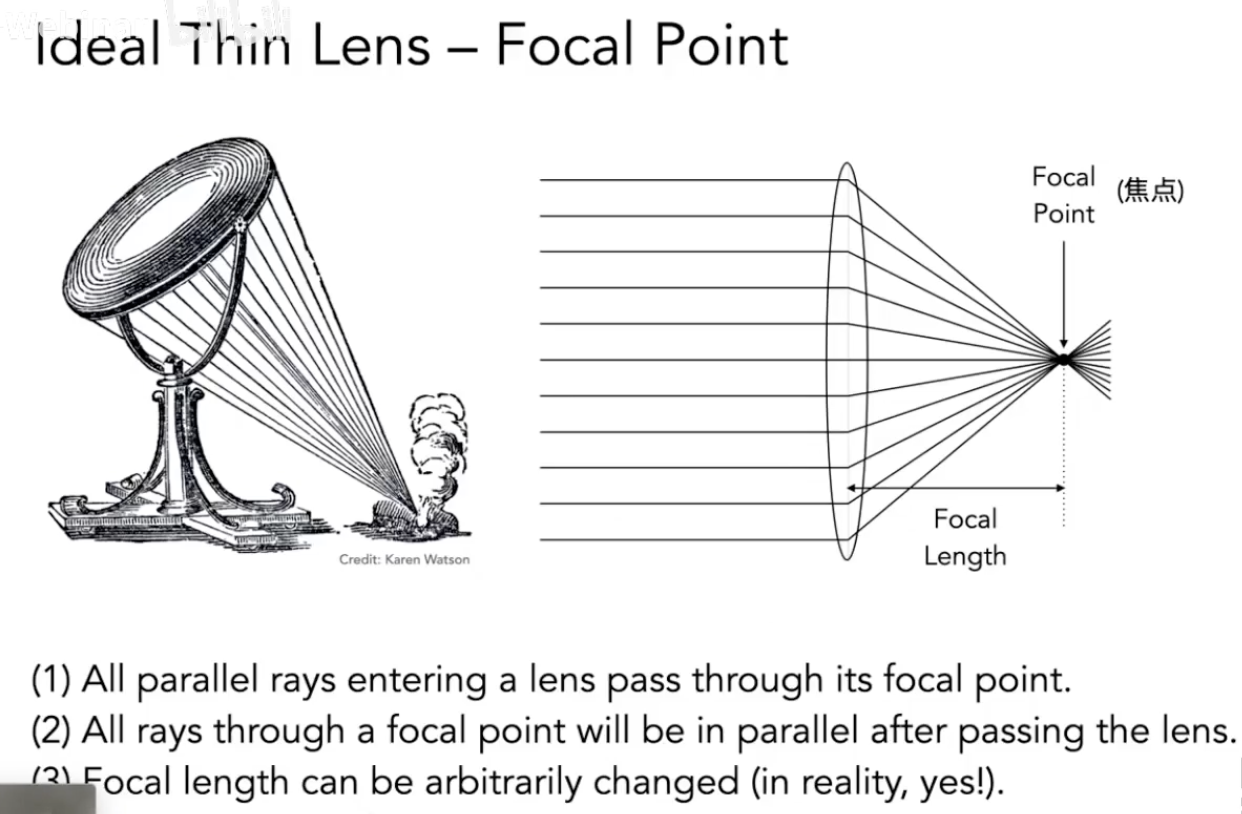 Webinar
Ideal Thin Lens – Focal Point
Focal
Point
(焦点)
Focal
Length
Credit: Karen Watson
(1) All parallel rays entering a lens pass through its focal point.
(2) All rays through a focal point will be in parallel after passing the lens.
(3) Focal length can be arbitrarily changed (in reality, yes!).